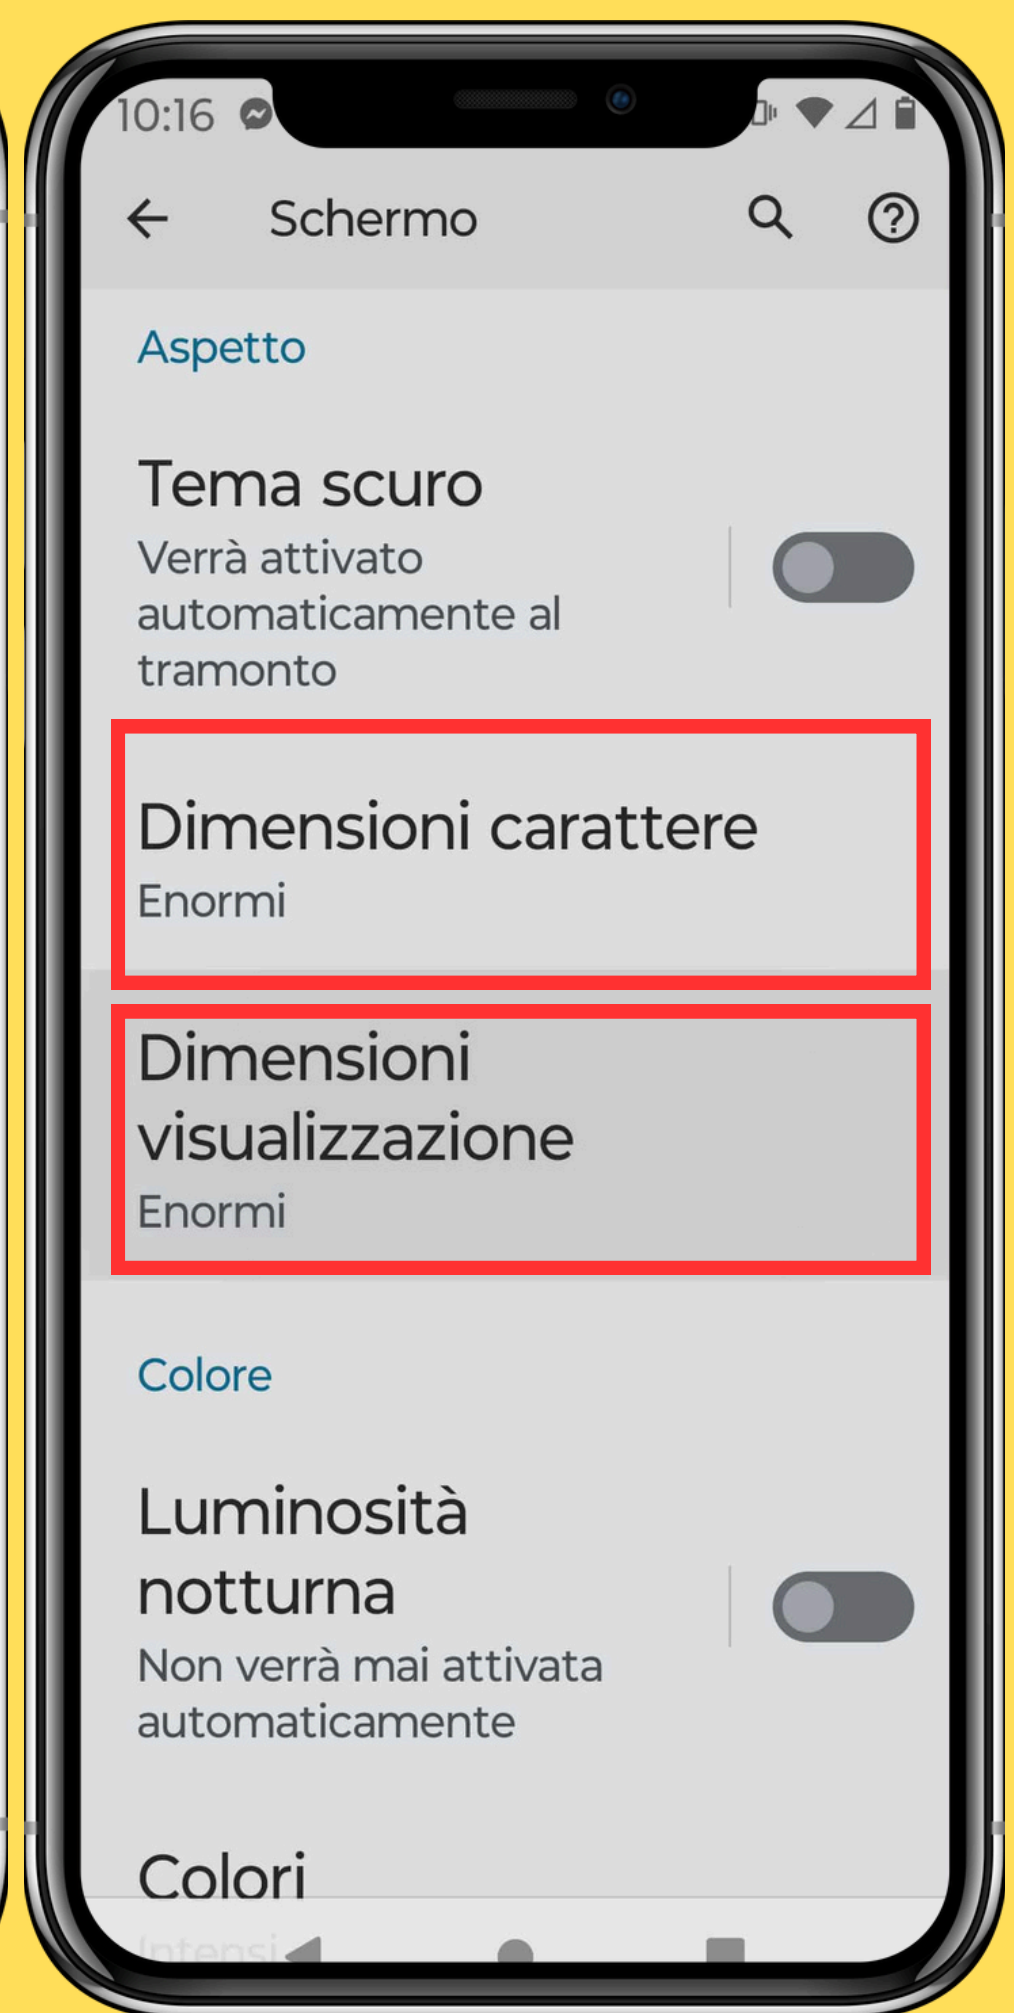 10:16
Schermo
Aspetto
Tema scuro
Verrà attivato
automaticamente al
tramonto
Dimensioni carattere
Enormi
Dimensioni
visualizzazione
Enormi
Colore
Luminosità
notturna
Non verrà mai attivata
automaticamente
Colori
Intensi